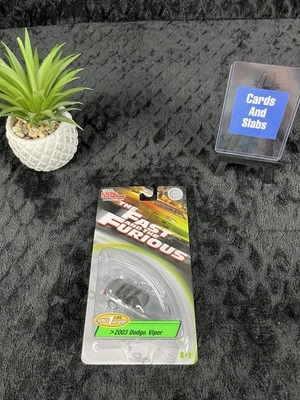 Cards
And
Slabs
THE
FAST
AND THE
FURIOUS
>2003 Dodge Viper